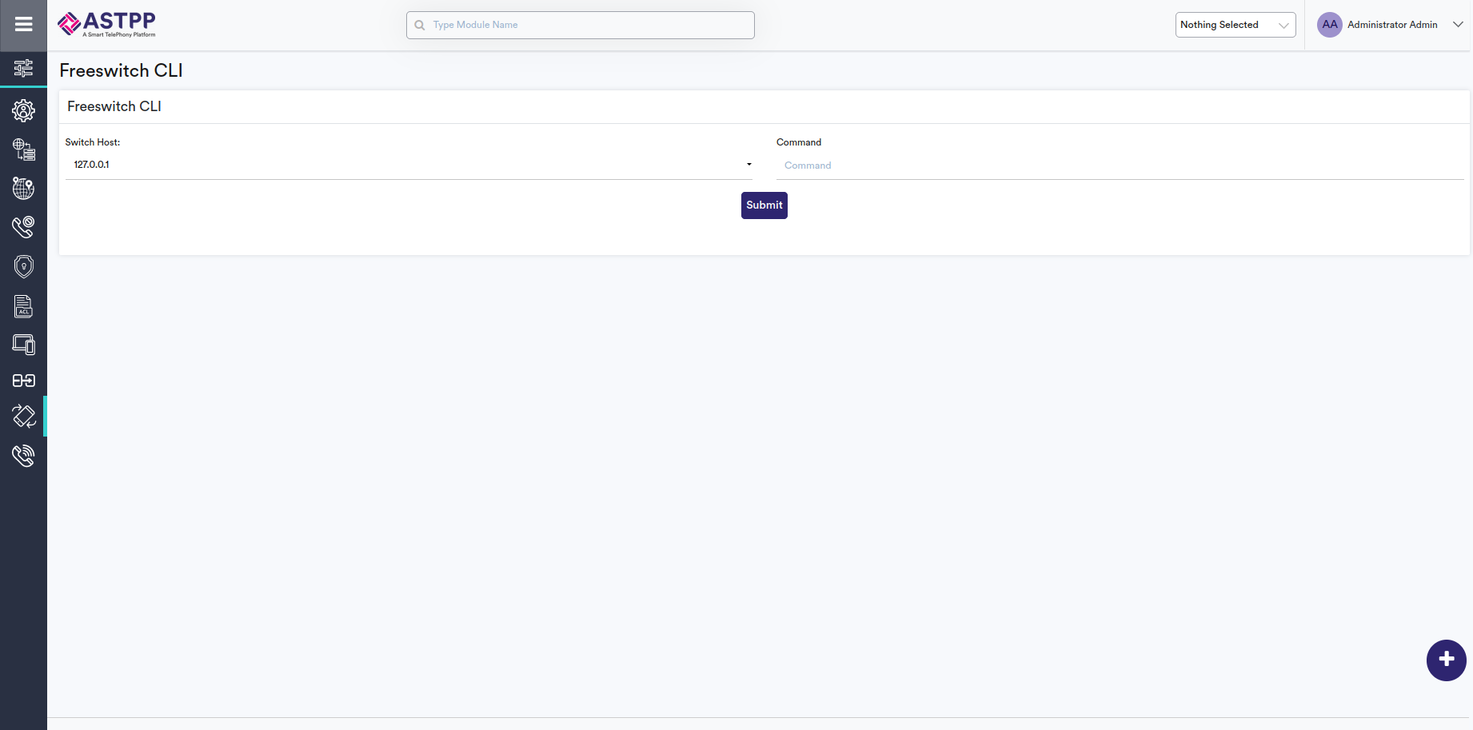 ASTPP
A Smart TelePhony Platform
Type Module Name
Nothing Selected
AA
Administrator Admin
Freeswitch CLI
Freeswitch CLI
Switch Host:
Command
127.0.0.1
Command
Submit
ACL